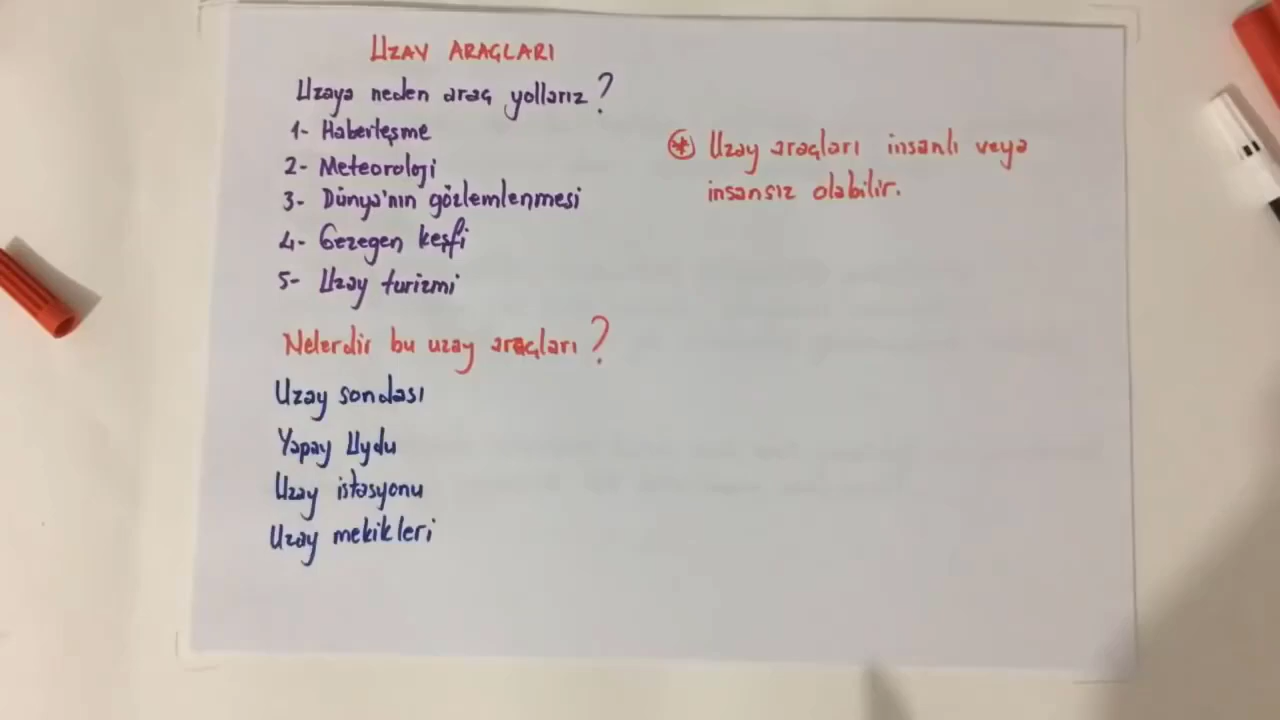 UZAY ARAÇLARI
Uzaya neden araç yollarız?
1- Haberleşme
2- Meteoroloji
3- Dünya'nın gözlemlenmesi
4- Gezegen keşfi
5- Uzay turizmi
Nelerdir bu uzay araçları?
Uzay sondası
Yapay Uydu
Uzay istasyonu
Uzay mekikleri
* Uzay araçları insanlı veya
insansız olabilir.